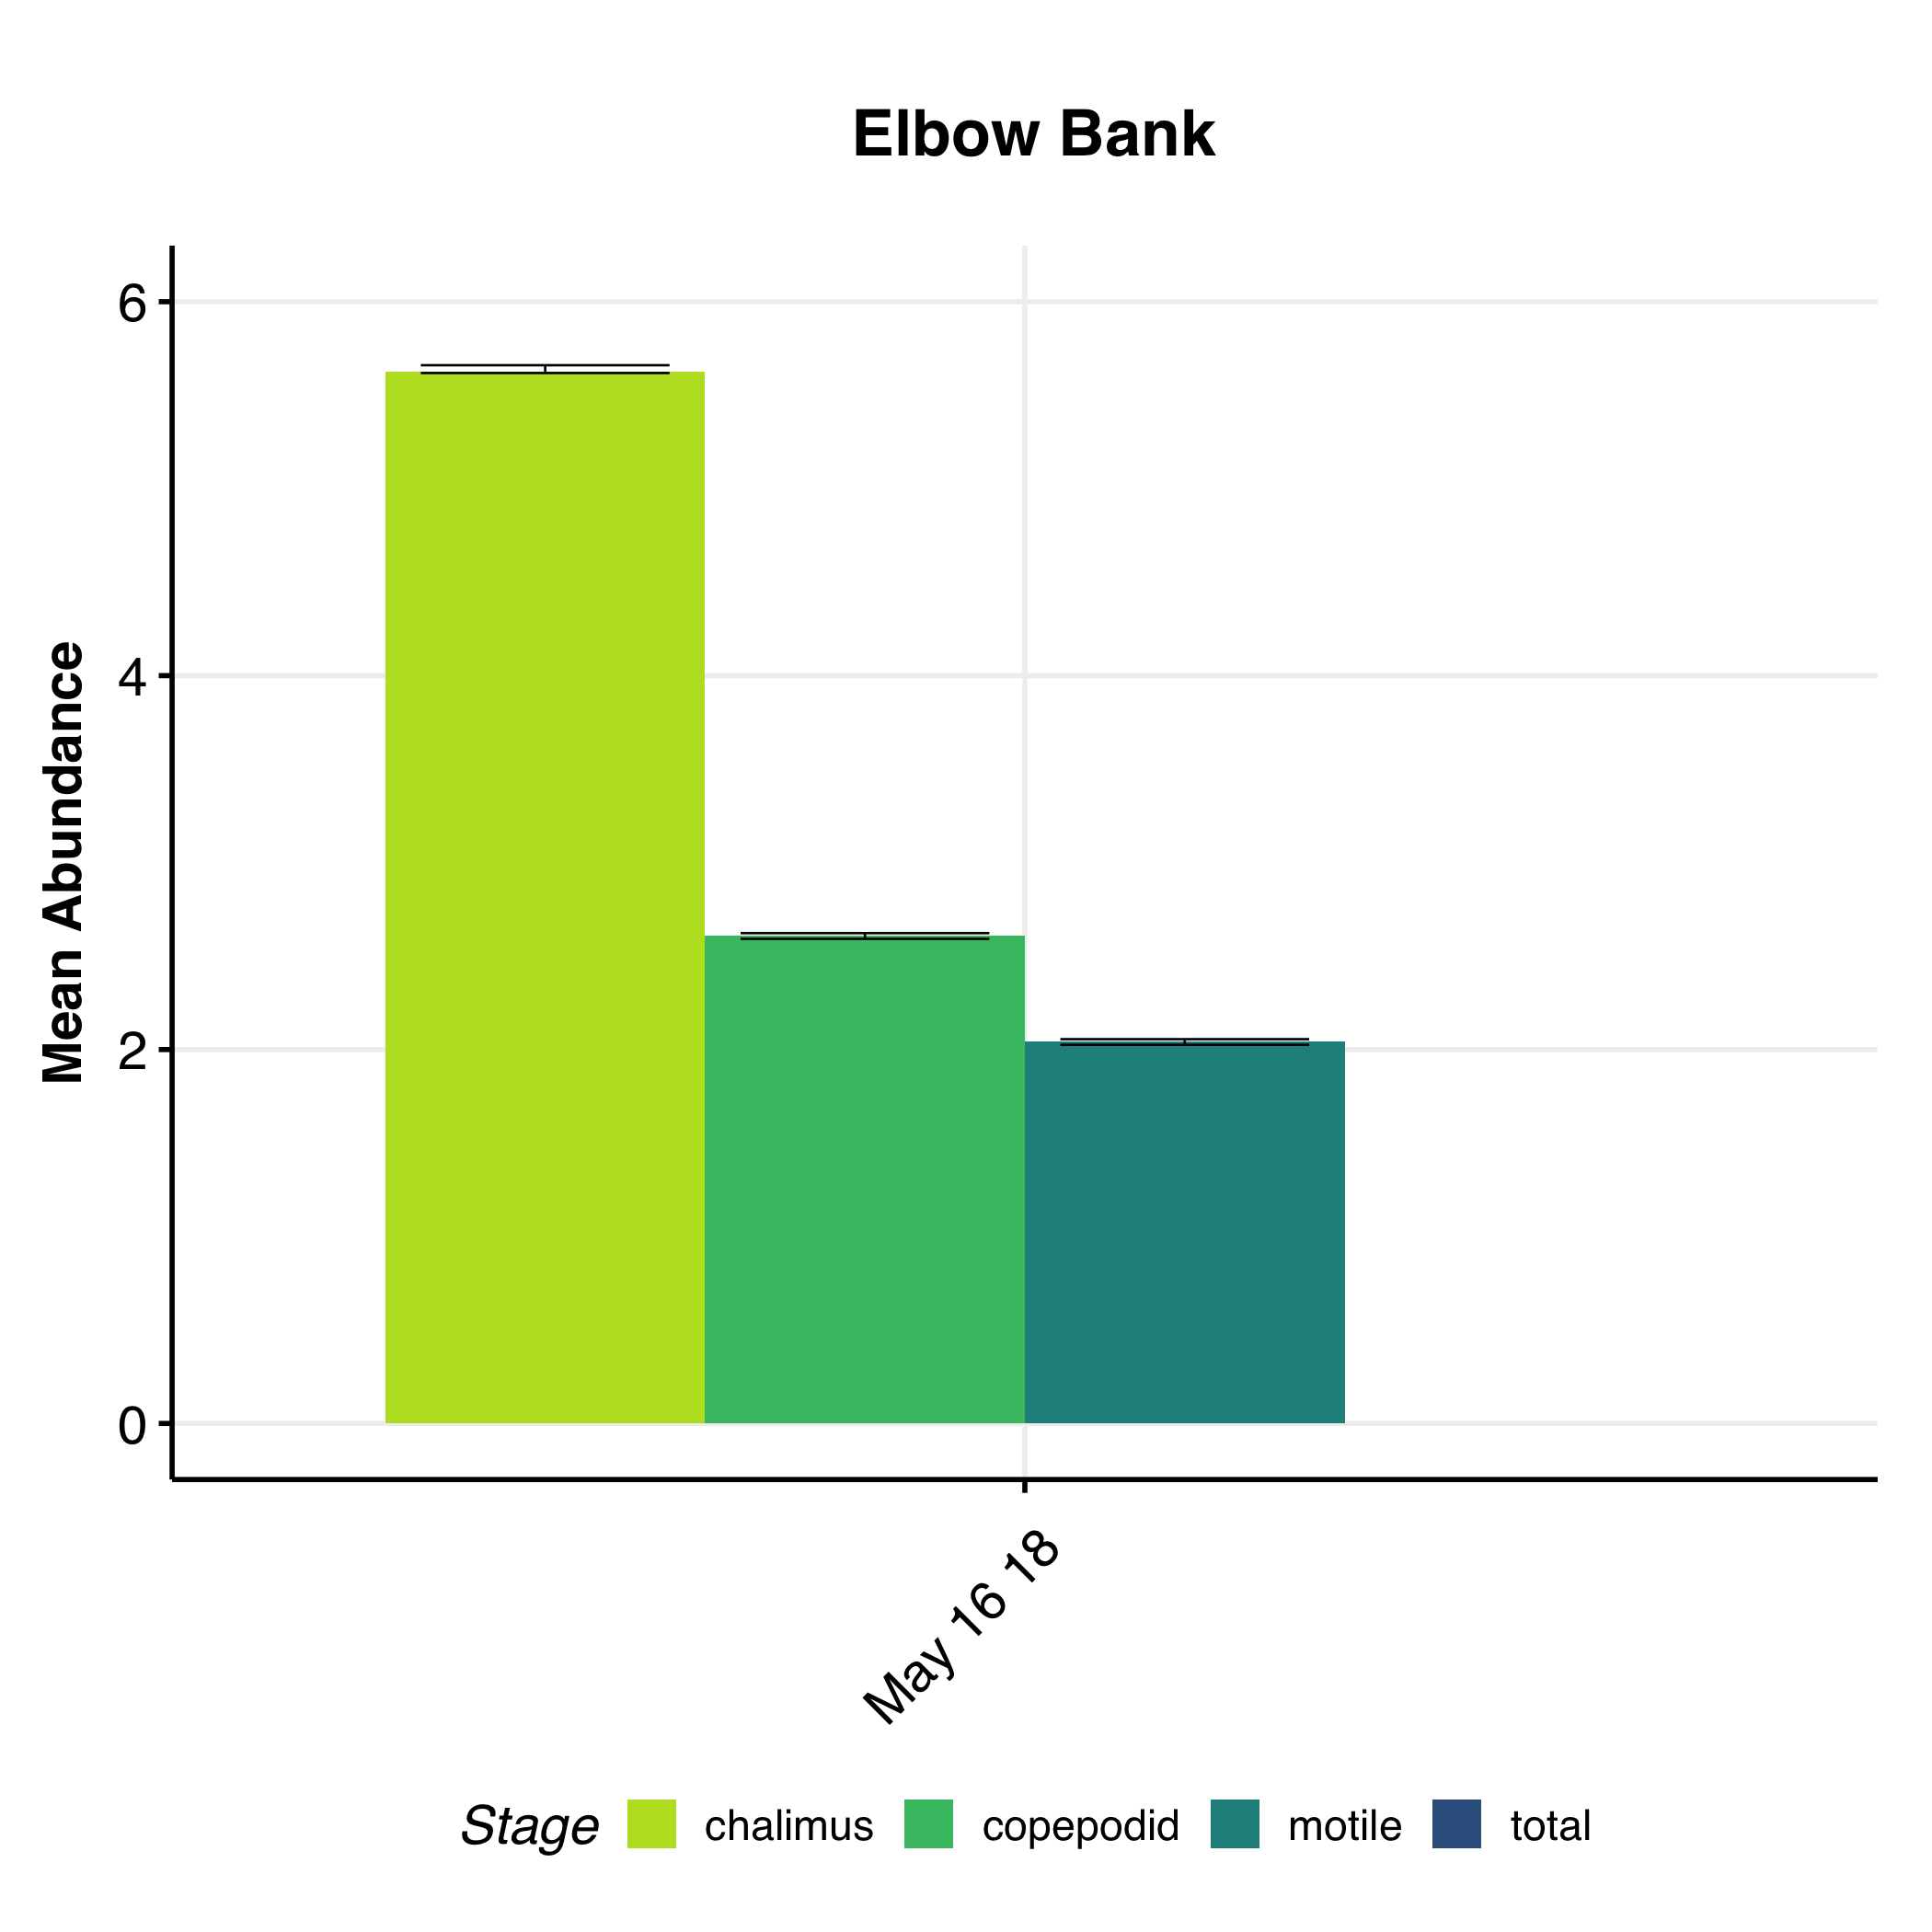 Elbow Bank
Mean Abundance
6
4
2
0
May 16 18
Stage chalimus copepodid motile total